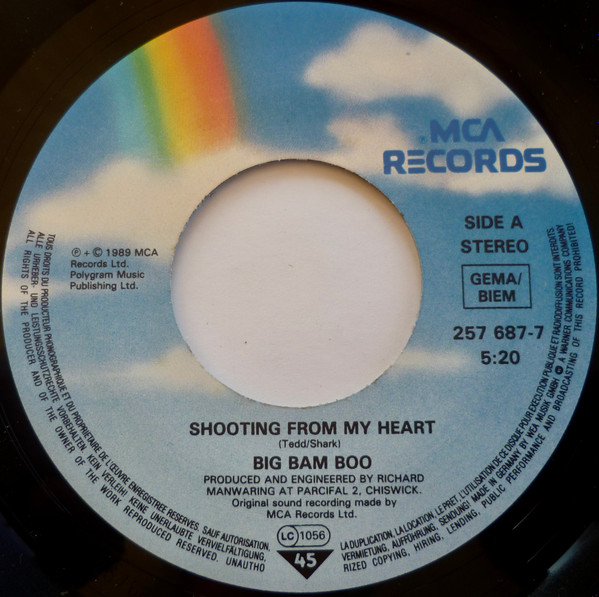 MCA
RECORDS
SIDE A
STEREO
GEMA/
BIEM
257 687-7
5:20
℗ + © 1989 MCA
Records Ltd.
Polygram Music
Publishing Ltd.
SHOOTING FROM MY HEART
(Tedd/Shark)
BIG BAM BOO
PRODUCED AND ENGINEERED BY RICHARD
MANWARING AT PARCIFAL 2, CHISWICK.
Original sound recording made by
MCA Records Ltd.
LC 1056
45
TOUS DROITS DU PRODUCTEUR PHONOGRAPHIQUE ET DU PROPRIETAIRE DE L'ŒUVRE ENREGISTREE RESERVES. SAUF AUTORISATION, LA DUPLICATION, LA LOCATION, LE PRET, L'UTILISATION DE CE DISQUE POUR EXECUTION PUBLIQUE ET RADIODIFFUSION SONT INTERDITS.
ALLE URHEBER- UND LEISTUNGSSCHUTZRECHTE VORBEHALTEN. KEIN VERLEIH! KEINE UNERLAUBTE VERVIELFÄLTIGUNG, VERMIETUNG, AUFFÜHRUNG, SENDUNG! MADE IN GERMANY BY WEA MUSIK GMBH A WARNER COMMUNICATIONS COMPANY
ALL RIGHTS OF THE PRODUCER AND OF THE OWNER OF THE WORK REPRODUCED RESERVED. UNAUTHO RIZED COPYING, HIRING, LENDING, PUBLIC PERFORMANCE AND BROADCASTING OF THIS RECORD PROHIBITED!